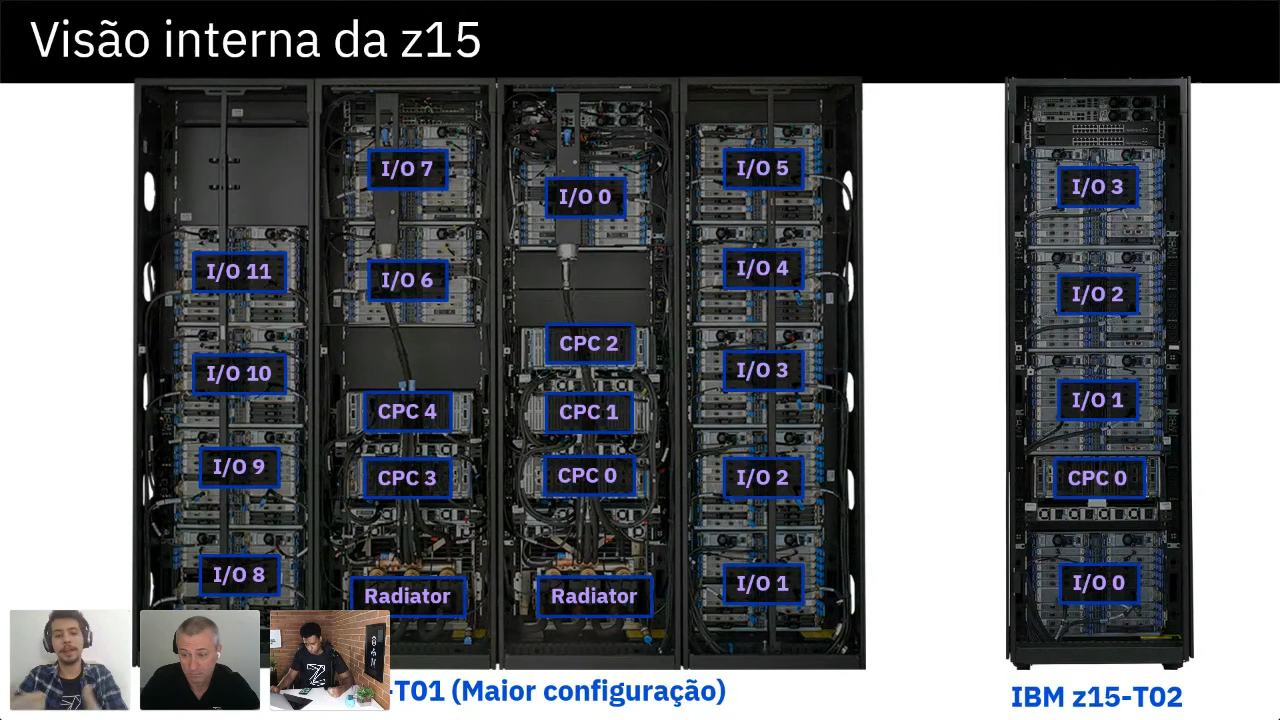 Visão interna da z15
I/O 11
I/O 10
I/O 9
I/O 8
I/O 7
I/O 6
CPC 4
CPC 3
Radiator
I/O 0
CPC 2
CPC 1
CPC 0
Radiator
I/O 5
I/O 4
I/O 3
I/O 2
I/O 1
I/O 3
I/O 2
I/O 1
CPC 0
I/O 0
-T01 (Maior configuração)
IBM z15-T02